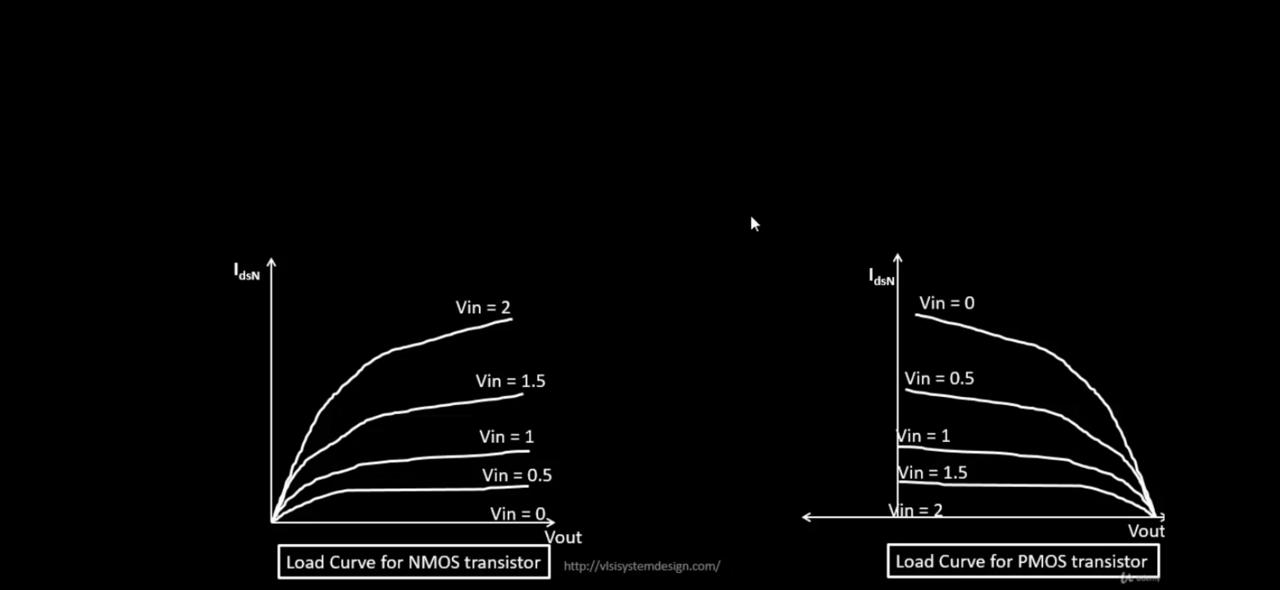 I dsN
Vin = 2
Vin = 1.5
Vin = 1
Vin = 0.5
Vin = 0
Vout
Load Curve for NMOS transistor
http://vlsisystemdesign.com/
I dsN
Vin = 0
Vin = 0.5
Vin = 1
Vin = 1.5
Vin = 2
Vout
Load Curve for PMOS transistor